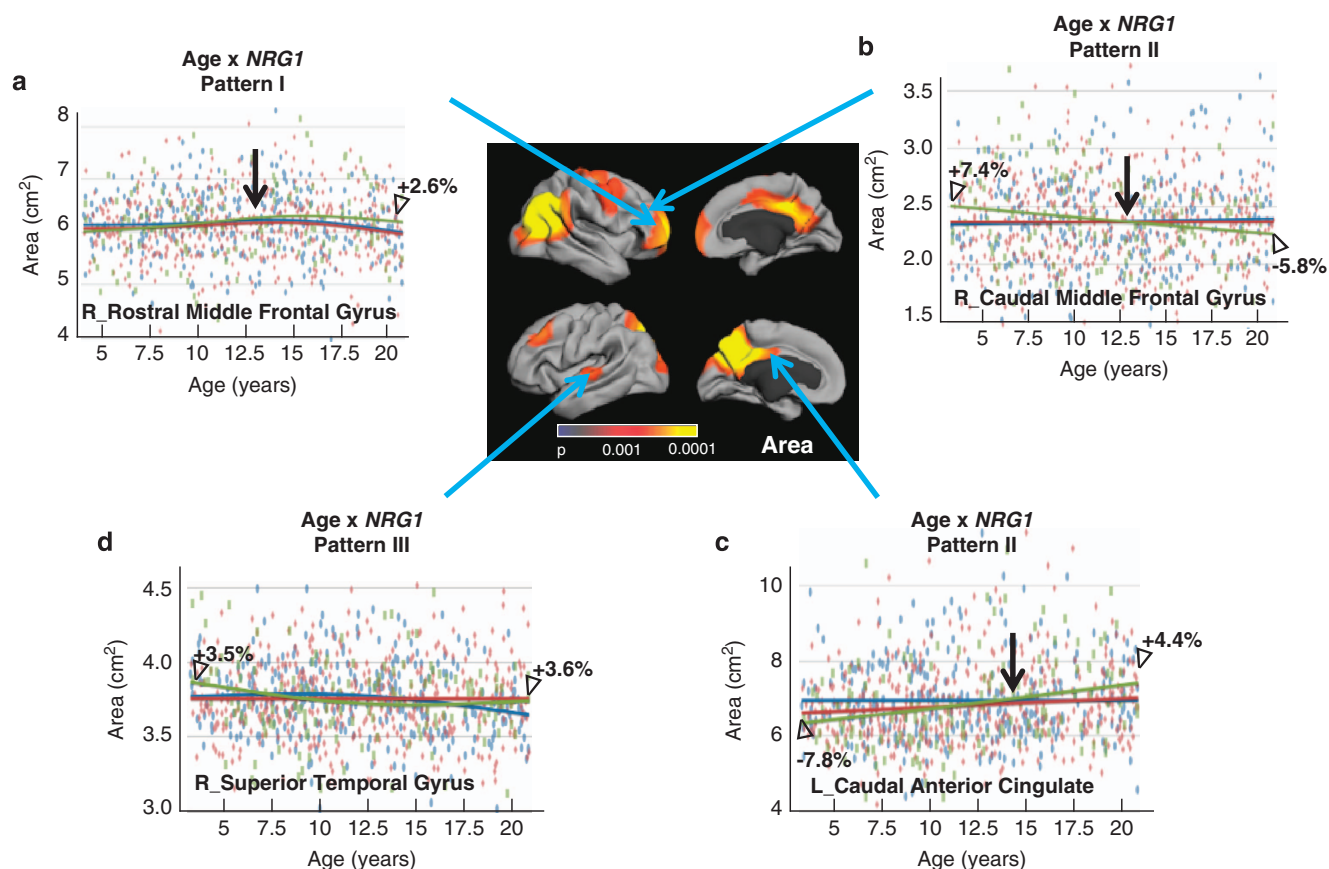 a
Age x NRG1
Pattern I
Area (cm2)
8
7
6
5
4
+2.6%
R_Rostral Middle Frontal Gyrus
5 7.5 10 12.5 15 17.5 20
Age (years)
b
Age x NRG1
Pattern II
Area (cm2)
3.5
3.0
2.5
2.0
1.5
+7.4%
-5.8%
R_Caudal Middle Frontal Gyrus
5 7.5 10 12.5 15 17.5 20
Age (years)
p 0.001 0.0001
Area
d
Age x NRG1
Pattern III
Area (cm2)
4.5
4.0
3.5
3.0
+3.5%
+3.6%
R_Superior Temporal Gyrus
5 7.5 10 12.5 15 17.5 20
Age (years)
c
Age x NRG1
Pattern II
Area (cm2)
10
8
6
4
+4.4%
-7.8%
L_Caudal Anterior Cingulate
5 7.5 10 12.5 15 17.5 20
Age (years)